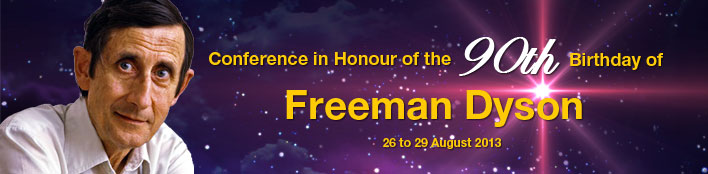 Conference in Honour of the 90th Birthday of
Freeman Dyson
26 to 29 August 2013